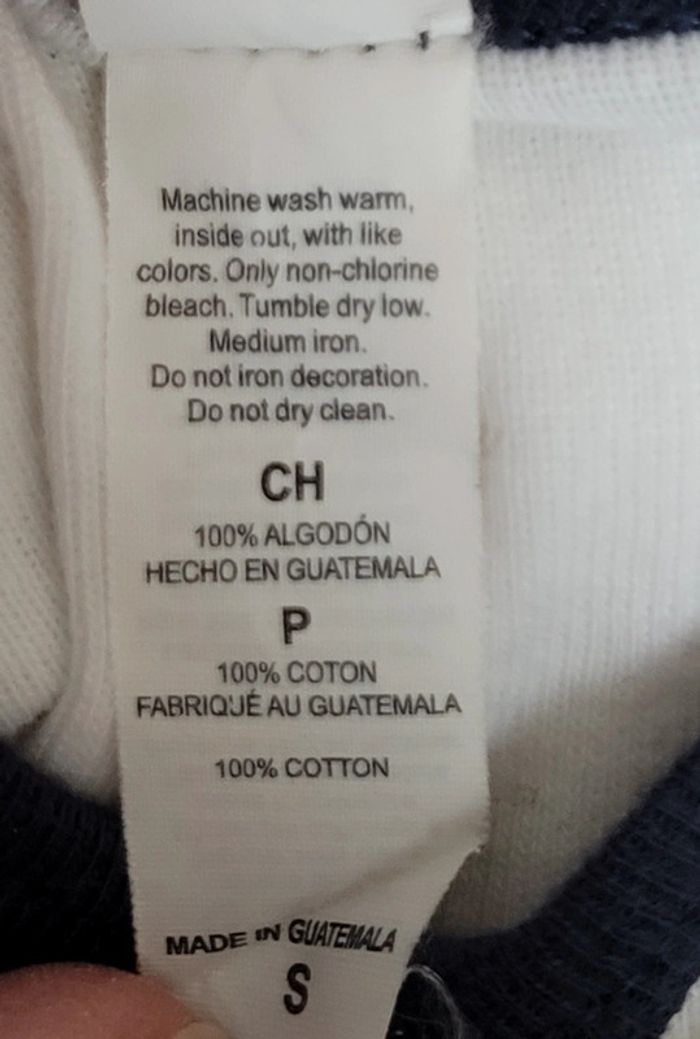 Machine wash warm,
inside out, with like
colors. Only non-chlorine
bleach. Tumble dry low.
Medium iron.
Do not iron decoration.
Do not dry clean.
CH
100% ALGODÓN
HECHO EN GUATEMALA
P
100% COTON
FABRIQUÉ AU GUATEMALA
100% COTTON
MADE IN GUATEMALA
S